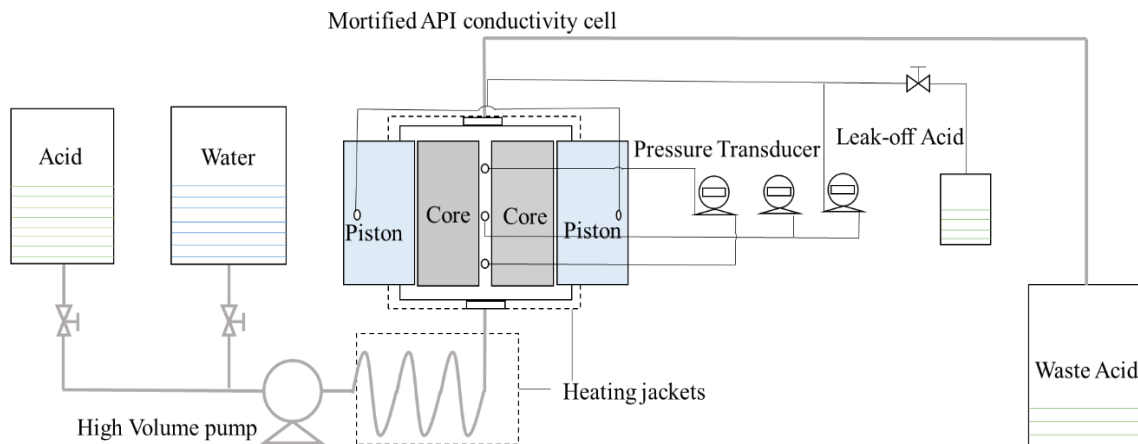 Mortified API conductivity cell
Acid
Water
Leak-off Acid
Pressure Transducer
Core
Core
Piston
Piston
Heating jackets
Waste Acid
High Volume pump